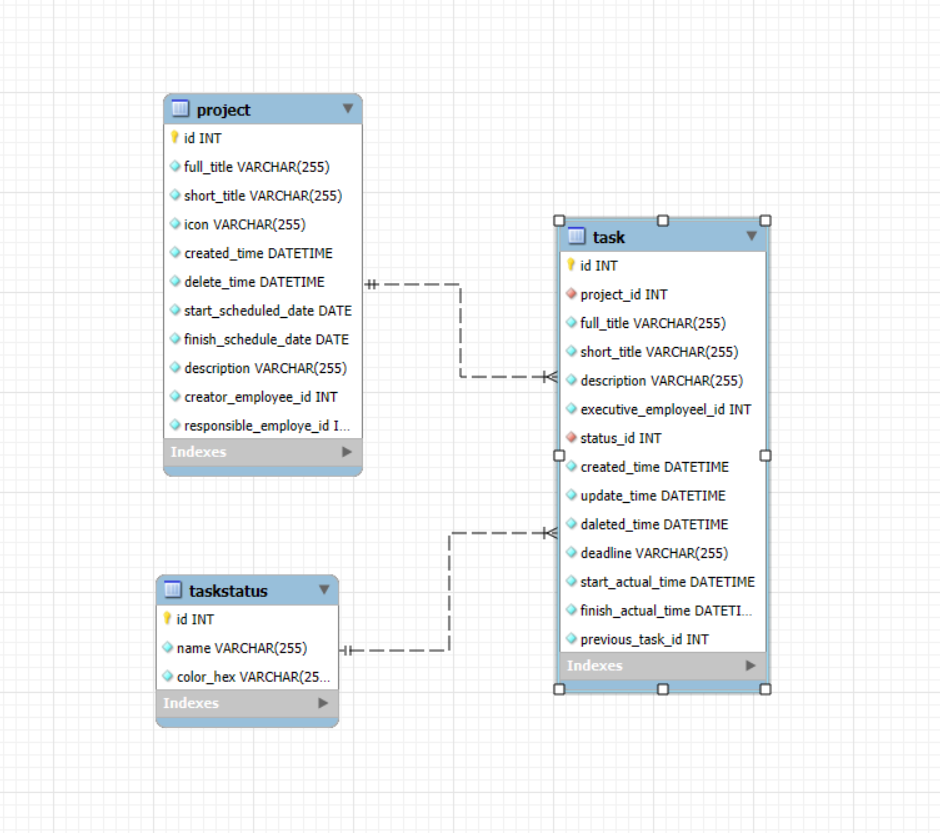 project
id INT
full_title VARCHAR(255)
short_title VARCHAR(255)
icon VARCHAR(255)
created_time DATETIME
delete_time DATETIME
start_scheduled_date DATE
finish_schedule_date DATE
description VARCHAR(255)
creator_employee_id INT
responsible_employe_id I...
Indexes
task
id INT
project_id INT
full_title VARCHAR(255)
short_title VARCHAR(255)
description VARCHAR(255)
executive_employeel_id INT
status_id INT
created_time DATETIME
update_time DATETIME
daleted_time DATETIME
deadline VARCHAR(255)
start_actual_time DATETIME
finish_actual_time DATETI...
previous_task_id INT
Indexes
taskstatus
id INT
name VARCHAR(255)
color_hex VARCHAR(25...
Indexes